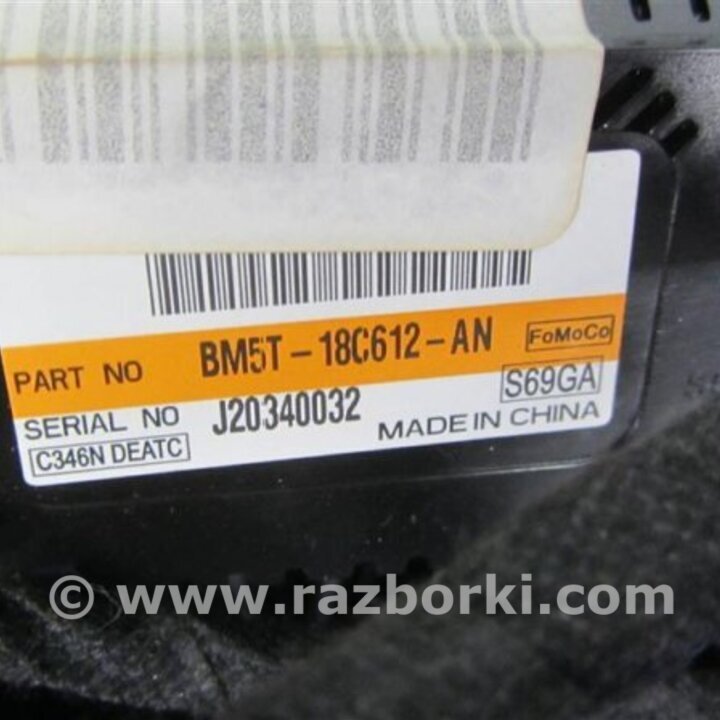 PART NO BM5T-18C612-AN FoMoCo
SERIAL NO J20340032 S69GA
C346N DEATC MADE IN CHINA
© www.razborki.com